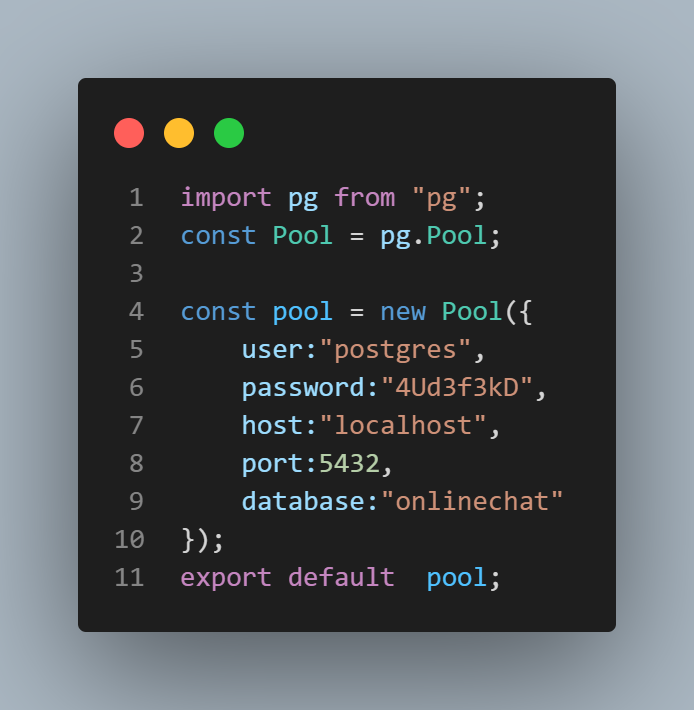 1 import pg from "pg";
2 const Pool = pg.Pool;
3
4 const pool = new Pool({
5     user:"postgres",
6     password:"4Ud3f3kD",
7     host:"localhost",
8     port:5432,
9     database:"onlinechat"
10 });
11 export default  pool;